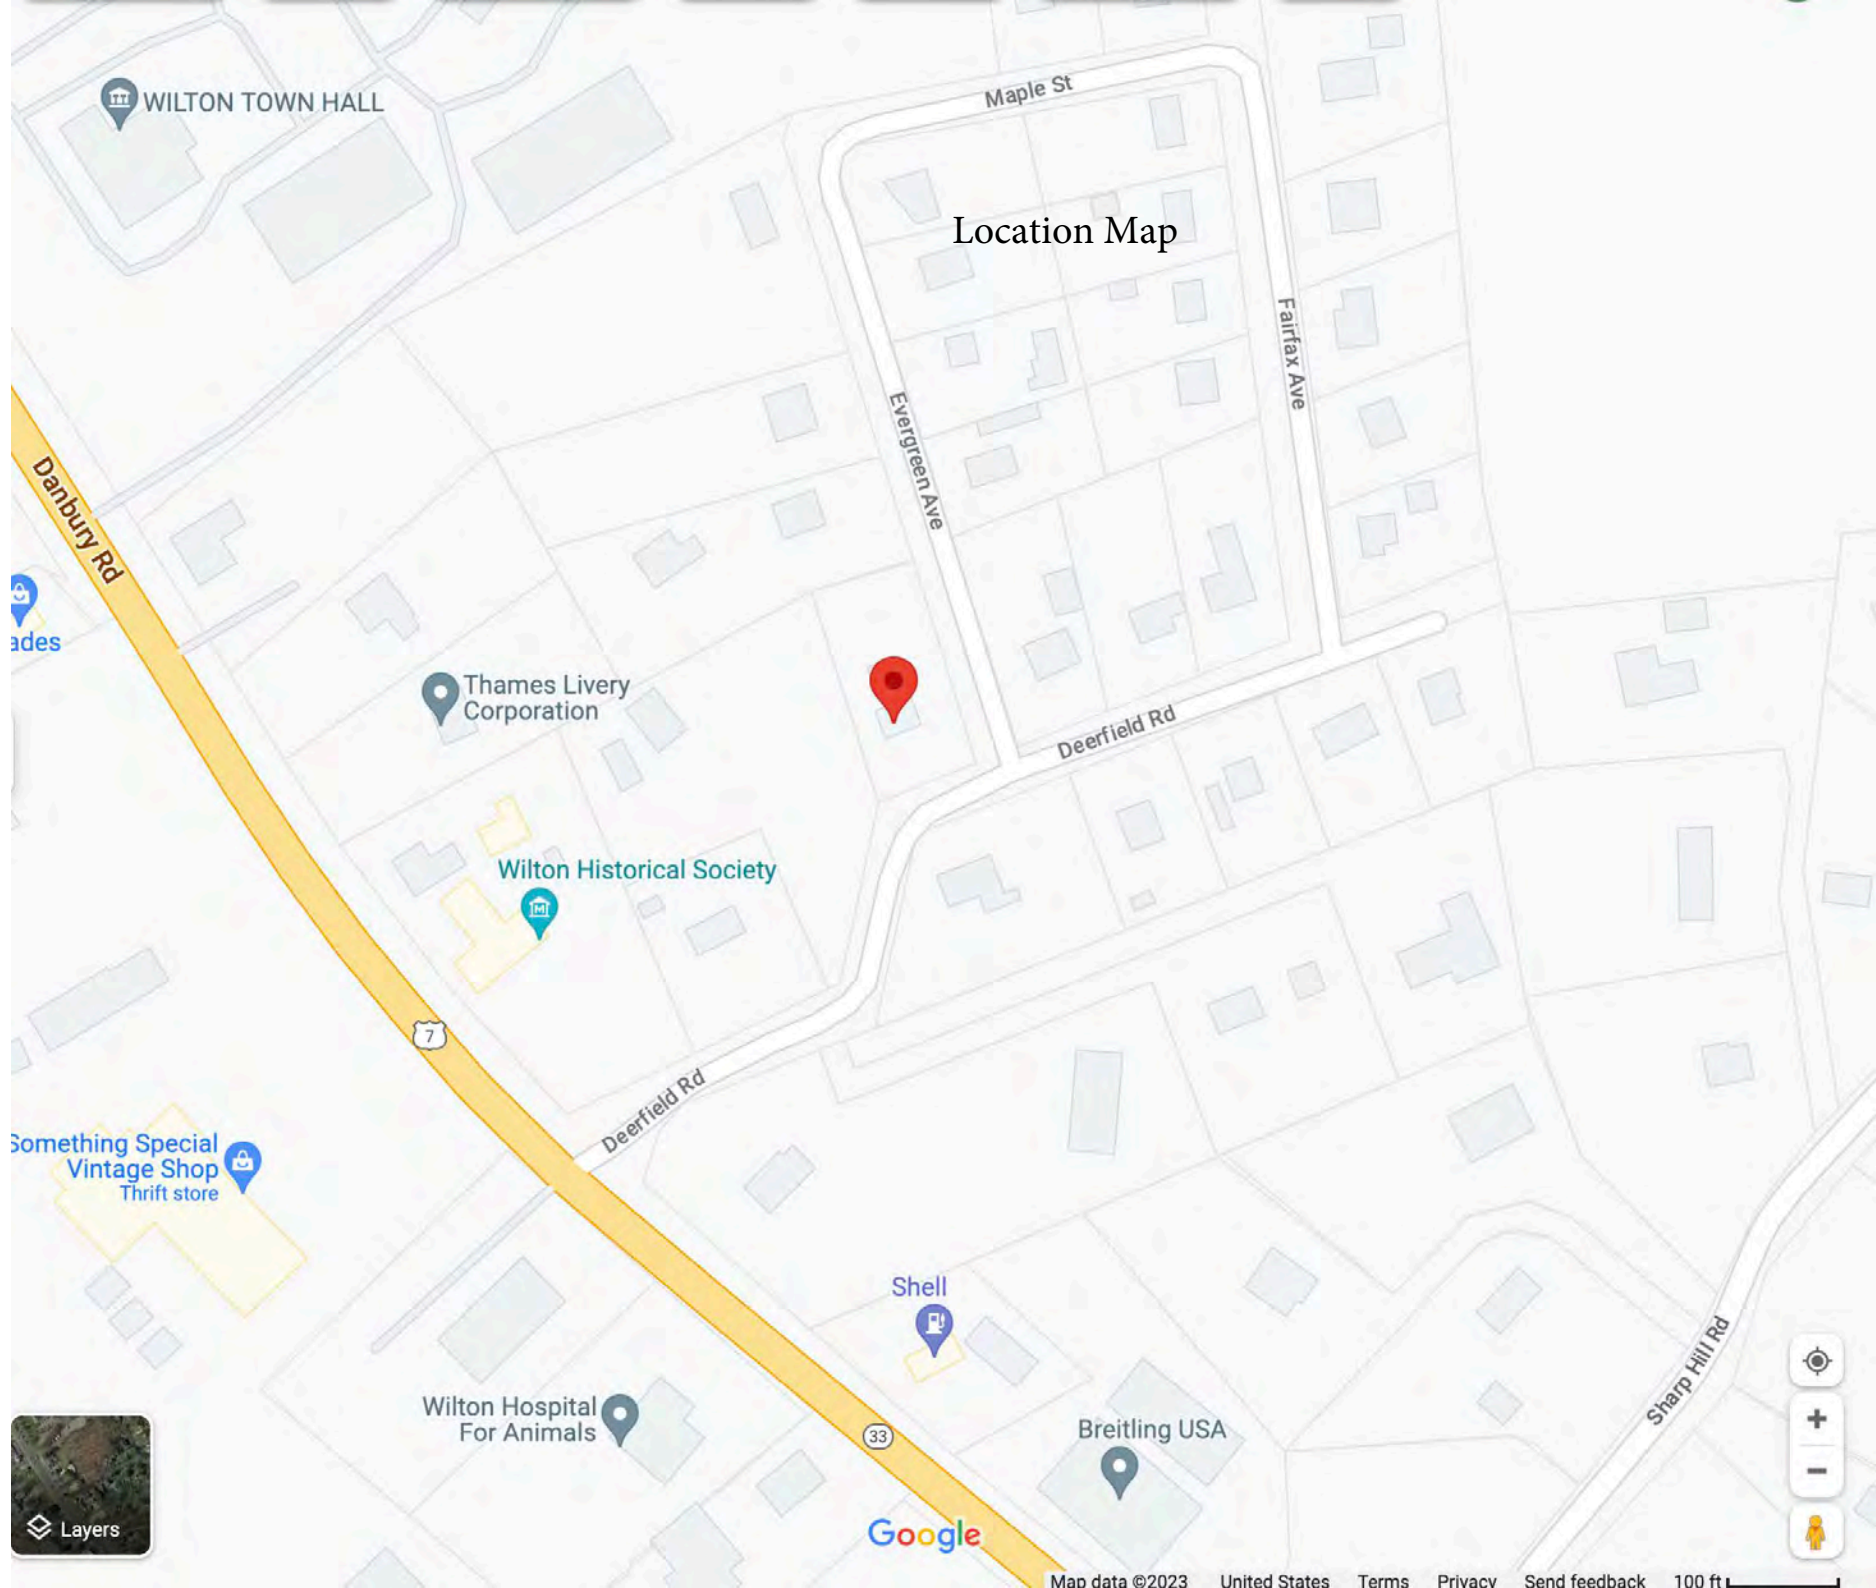 WILTON TOWN HALL
Maple St
Location Map
Fairfax Ave
Evergreen Ave
Danbury Rd
ades
Thames Livery
Corporation
Deerfield Rd
Wilton Historical Society
7
Deerfield Rd
Something Special
Vintage Shop
Thrift store
Shell
Sharp Hill Rd
Wilton Hospital
For Animals
33
Breitling USA
Layers
Google
Map data ©2023 United States Terms Privacy Send feedback 100 ft